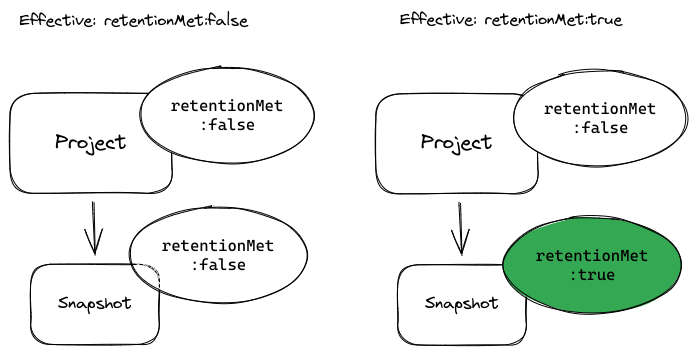 Effective: retentionMet:false
retentionMet
:false
Project
retentionMet
:false
Snapshot
Effective: retentionMet:true
retentionMet
:false
Project
retentionMet
:true
Snapshot